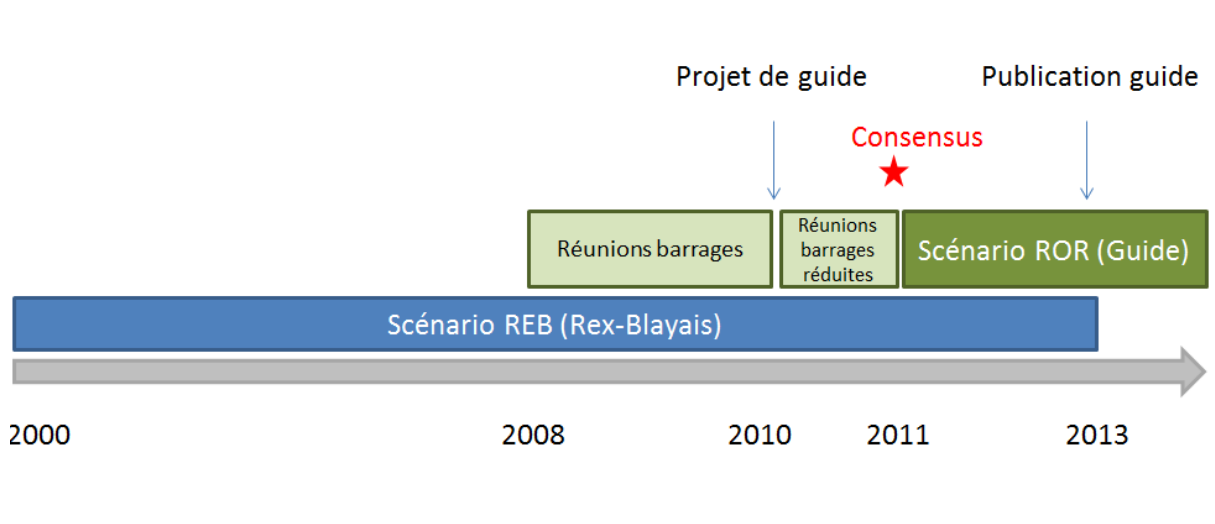 Projet de guide
Publication guide
Consensus
Réunions barrages
Réunions
barrages
réduites
Scénario ROR (Guide)
Scénario REB (Rex-Blayais)
2000
2008
2010
2011
2013